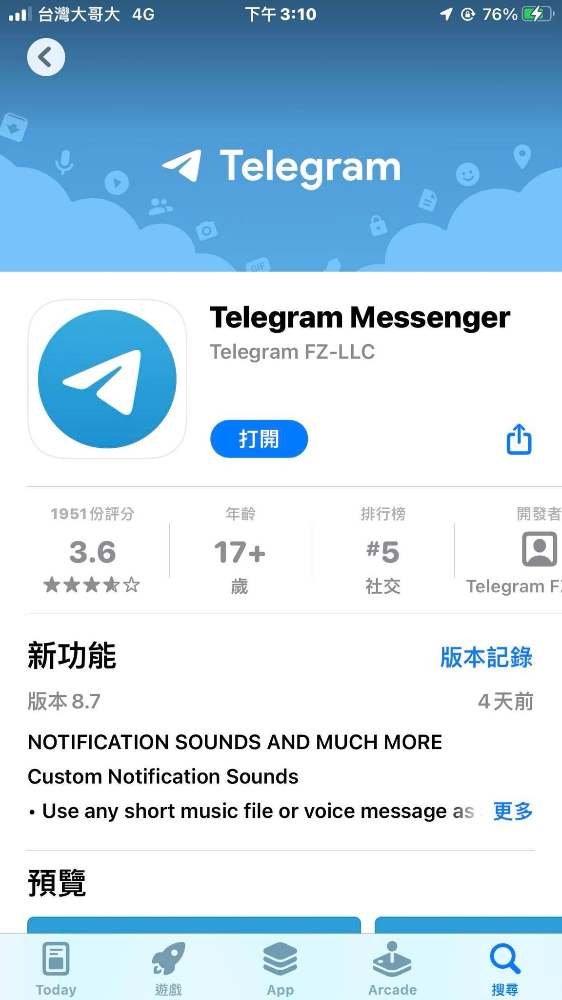 台灣大哥大 4G 下午 3:10 76%
GIF
Telegram
Telegram Messenger
Telegram FZ-LLC
打開
1951份評分 年齡 排行榜 開發者
3.6 17+ #5
歲 社交 Telegram FZ
新功能 版本記錄
版本 8.7 4 天前
NOTIFICATION SOUNDS AND MUCH MORE
Custom Notification Sounds
• Use any short music file or voice message as 更多
預覽
Today 遊戲 App Arcade 搜尋